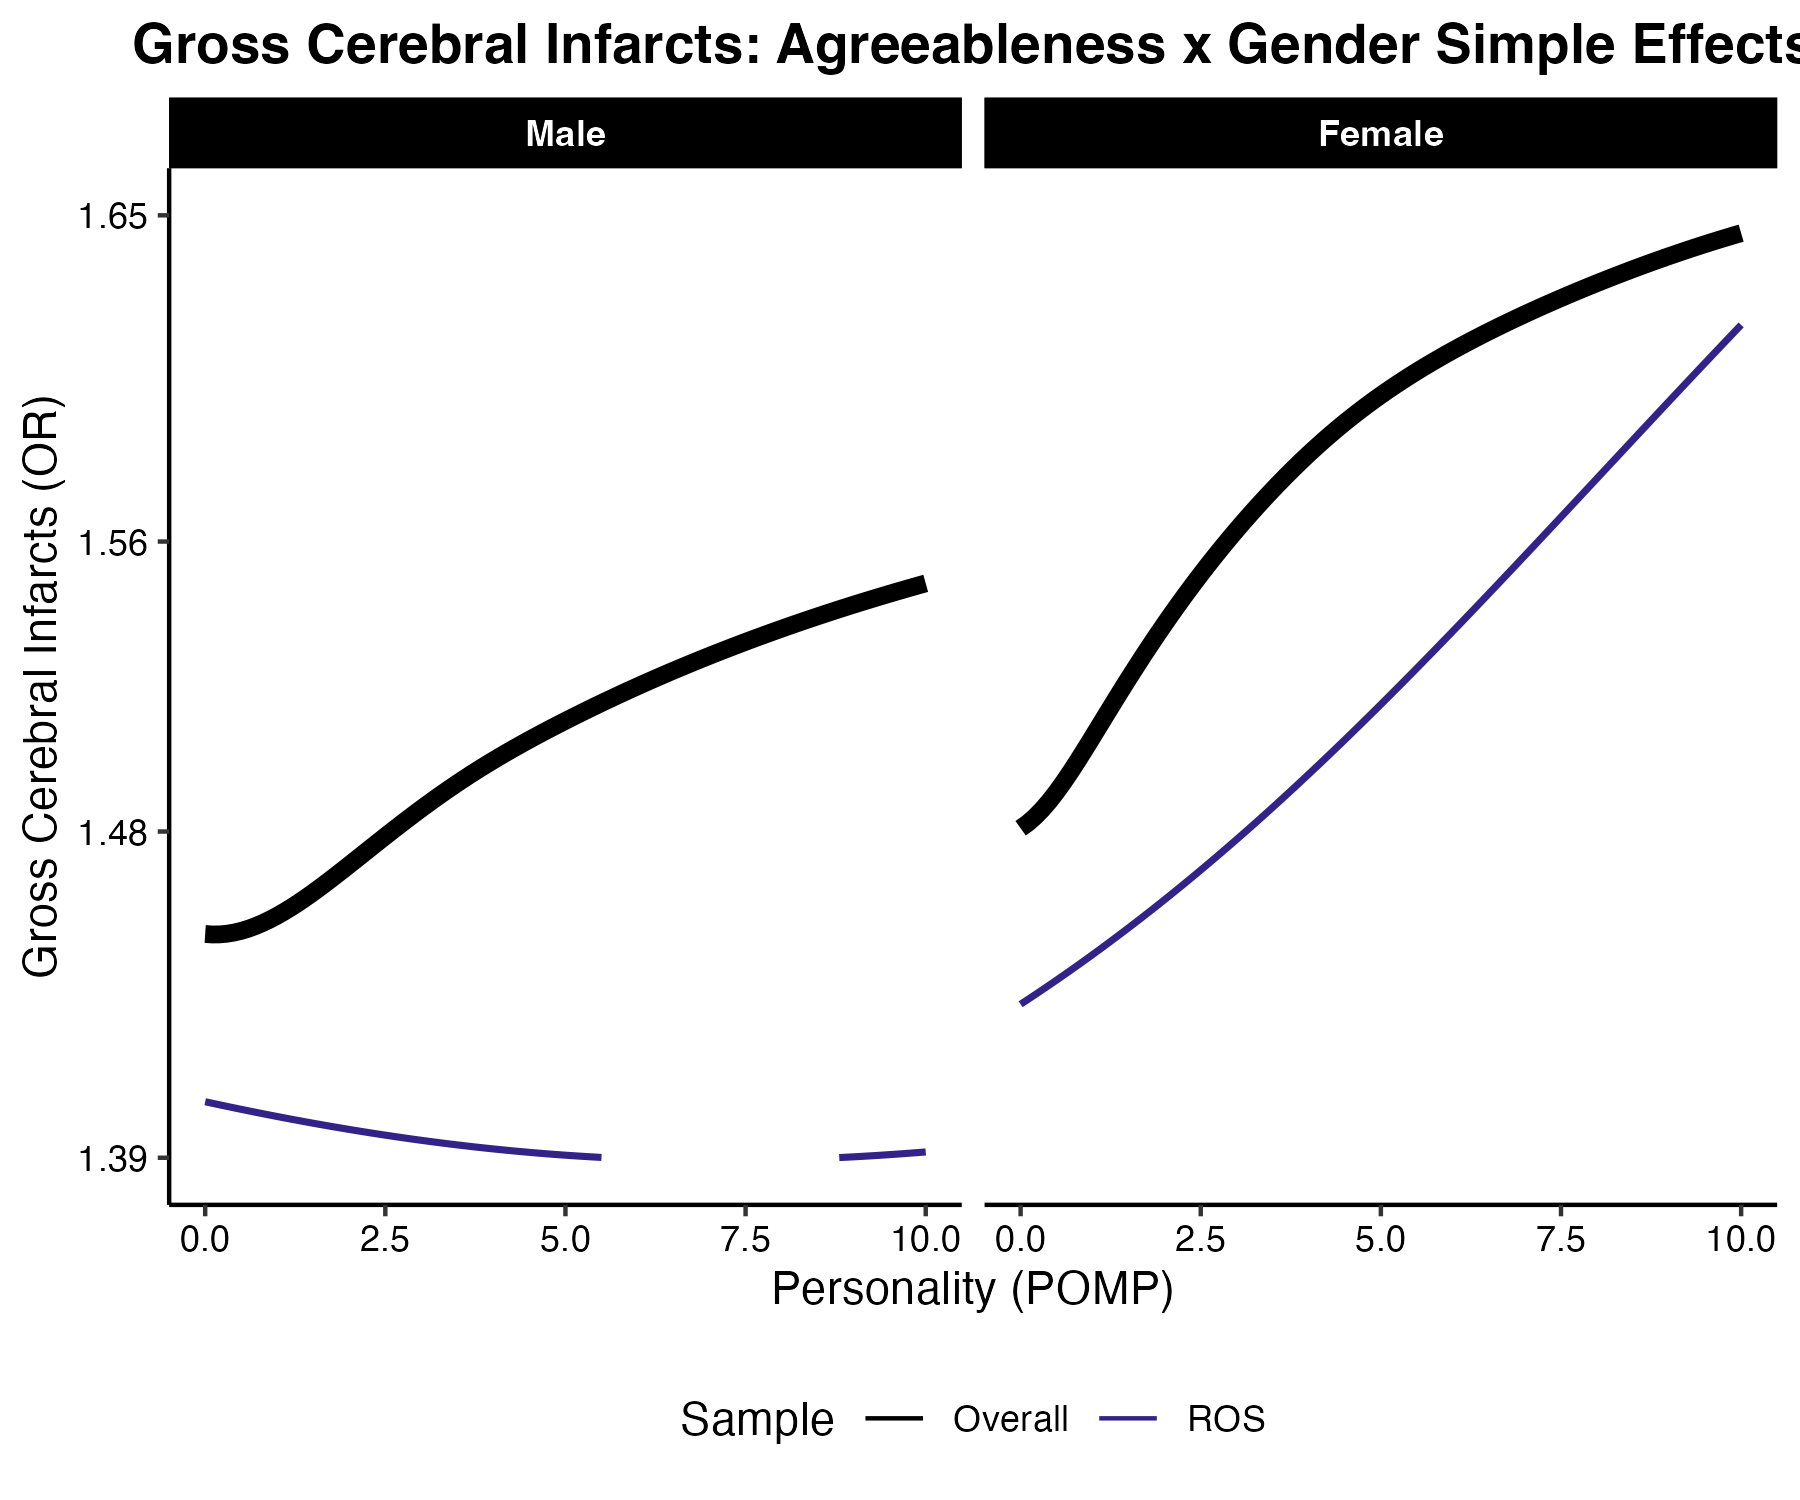 Gross Cerebral Infarcts: Agreeableness x Gender Simple Effects
Male
Female
Gross Cerebral Infarcts (OR)
1.65
1.56
1.48
1.39
0.0 2.5 5.0 7.5 10.0
0.0 2.5 5.0 7.5 10.0
Personality (POMP)
Sample Overall ROS